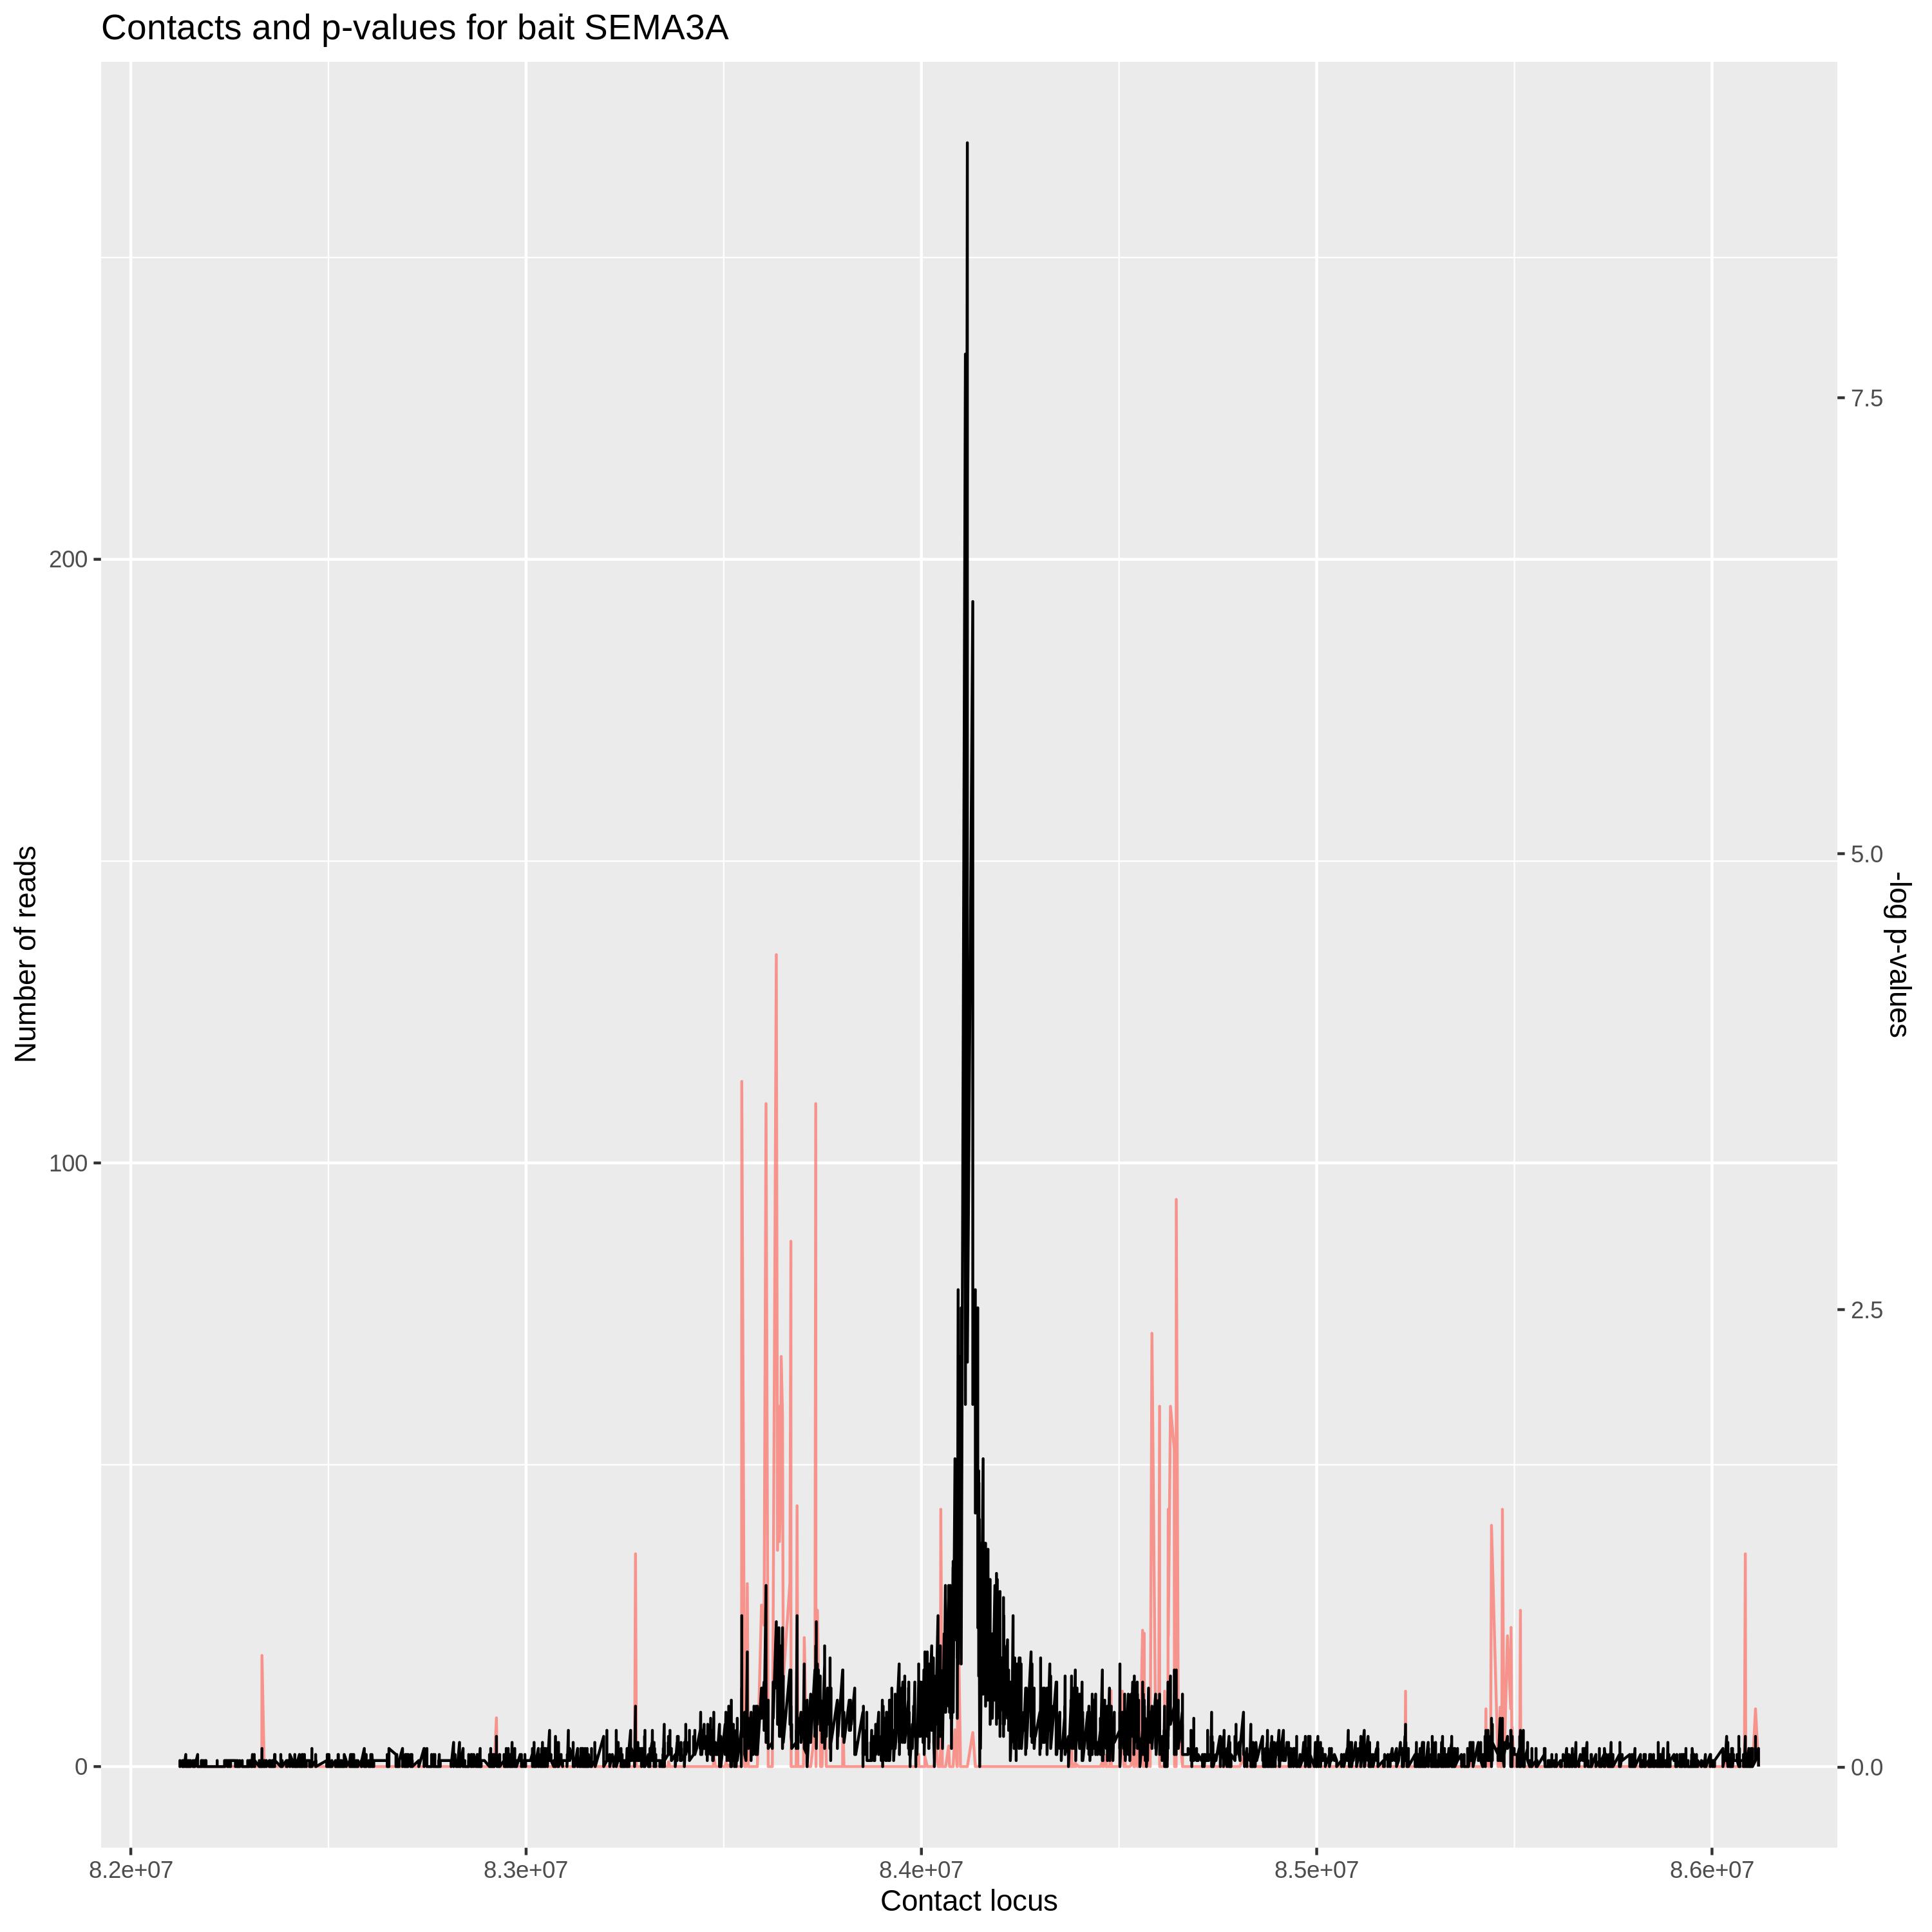 Contacts and p-values for bait SEMA3A
Number of reads
200
100
0
7.5
5.0
2.5
0.0
-log p-values
8.2e+07
8.3e+07
8.4e+07
8.5e+07
8.6e+07
Contact locus